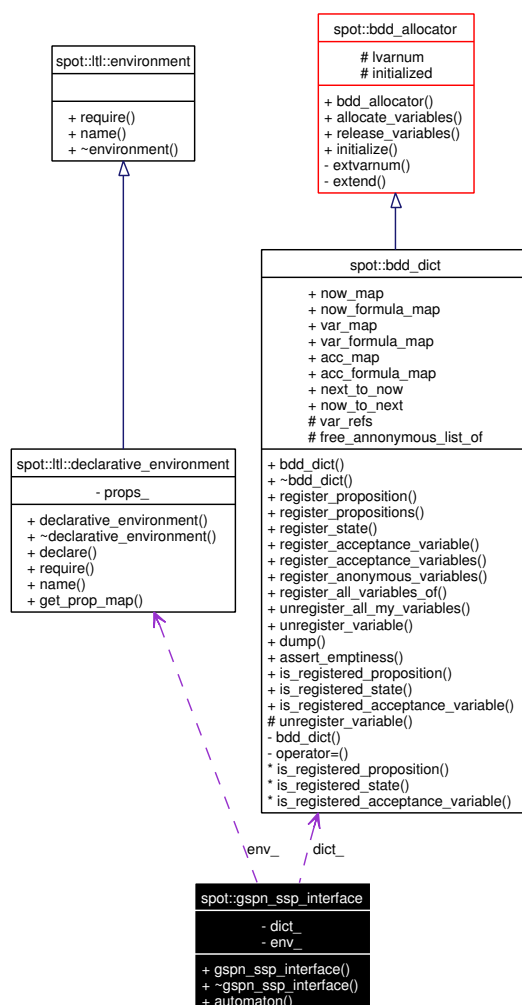 spot::ltl::environment
+ require()
+ name()
+ ~environment()
spot::bdd_allocator
# lvarnum
# initialized
+ bdd_allocator()
+ allocate_variables()
+ release_variables()
+ initialize()
- extvarnum()
- extend()
spot::bdd_dict
+ now_map
+ now_formula_map
+ var_map
+ var_formula_map
+ acc_map
+ acc_formula_map
+ next_to_now
+ now_to_next
# var_refs
# free_annonymous_list_of
+ bdd_dict()
+ ~bdd_dict()
+ register_proposition()
+ register_propositions()
+ register_state()
+ register_acceptance_variable()
+ register_acceptance_variables()
+ register_anonymous_variables()
+ register_all_variables_of()
+ unregister_all_my_variables()
+ unregister_variable()
+ dump()
+ assert_emptiness()
+ is_registered_proposition()
+ is_registered_state()
+ is_registered_acceptance_variable()
# unregister_variable()
- bdd_dict()
- operator=()
* is_registered_proposition()
* is_registered_state()
* is_registered_acceptance_variable()
spot::ltl::declarative_environment
- props_
+ declarative_environment()
+ ~declarative_environment()
+ declare()
+ require()
+ name()
+ get_prop_map()
env_
dict_
spot::gspn_ssp_interface
- dict_
- env_
+ gspn_ssp_interface()
+ ~gspn_ssp_interface()
+ automaton()